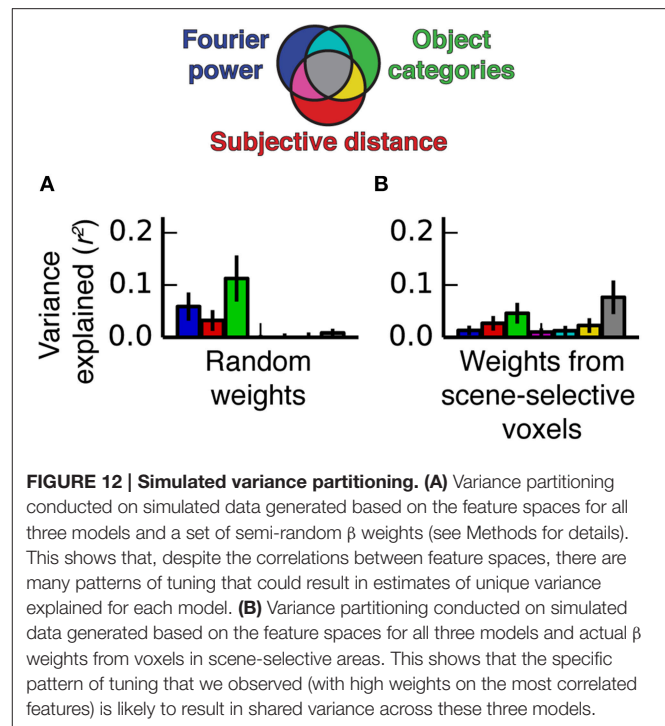 Fourier power
Object categories
Subjective distance
A
B
Variance explained (r²)
0.2
0.1
0.0
Random weights
0.2
0.1
0.0
Weights from scene-selective voxels
FIGURE 12 | Simulated variance partitioning. (A) Variance partitioning
conducted on simulated data generated based on the feature spaces for all
three models and a set of semi-random β weights (see Methods for details).
This shows that, despite the correlations between feature spaces, there are
many patterns of tuning that could result in estimates of unique variance
explained for each model. (B) Variance partitioning conducted on simulated
data generated based on the feature spaces for all three models and actual β
weights from voxels in scene-selective areas. This shows that the specific
pattern of tuning that we observed (with high weights on the most correlated
features) is likely to result in shared variance across these three models.